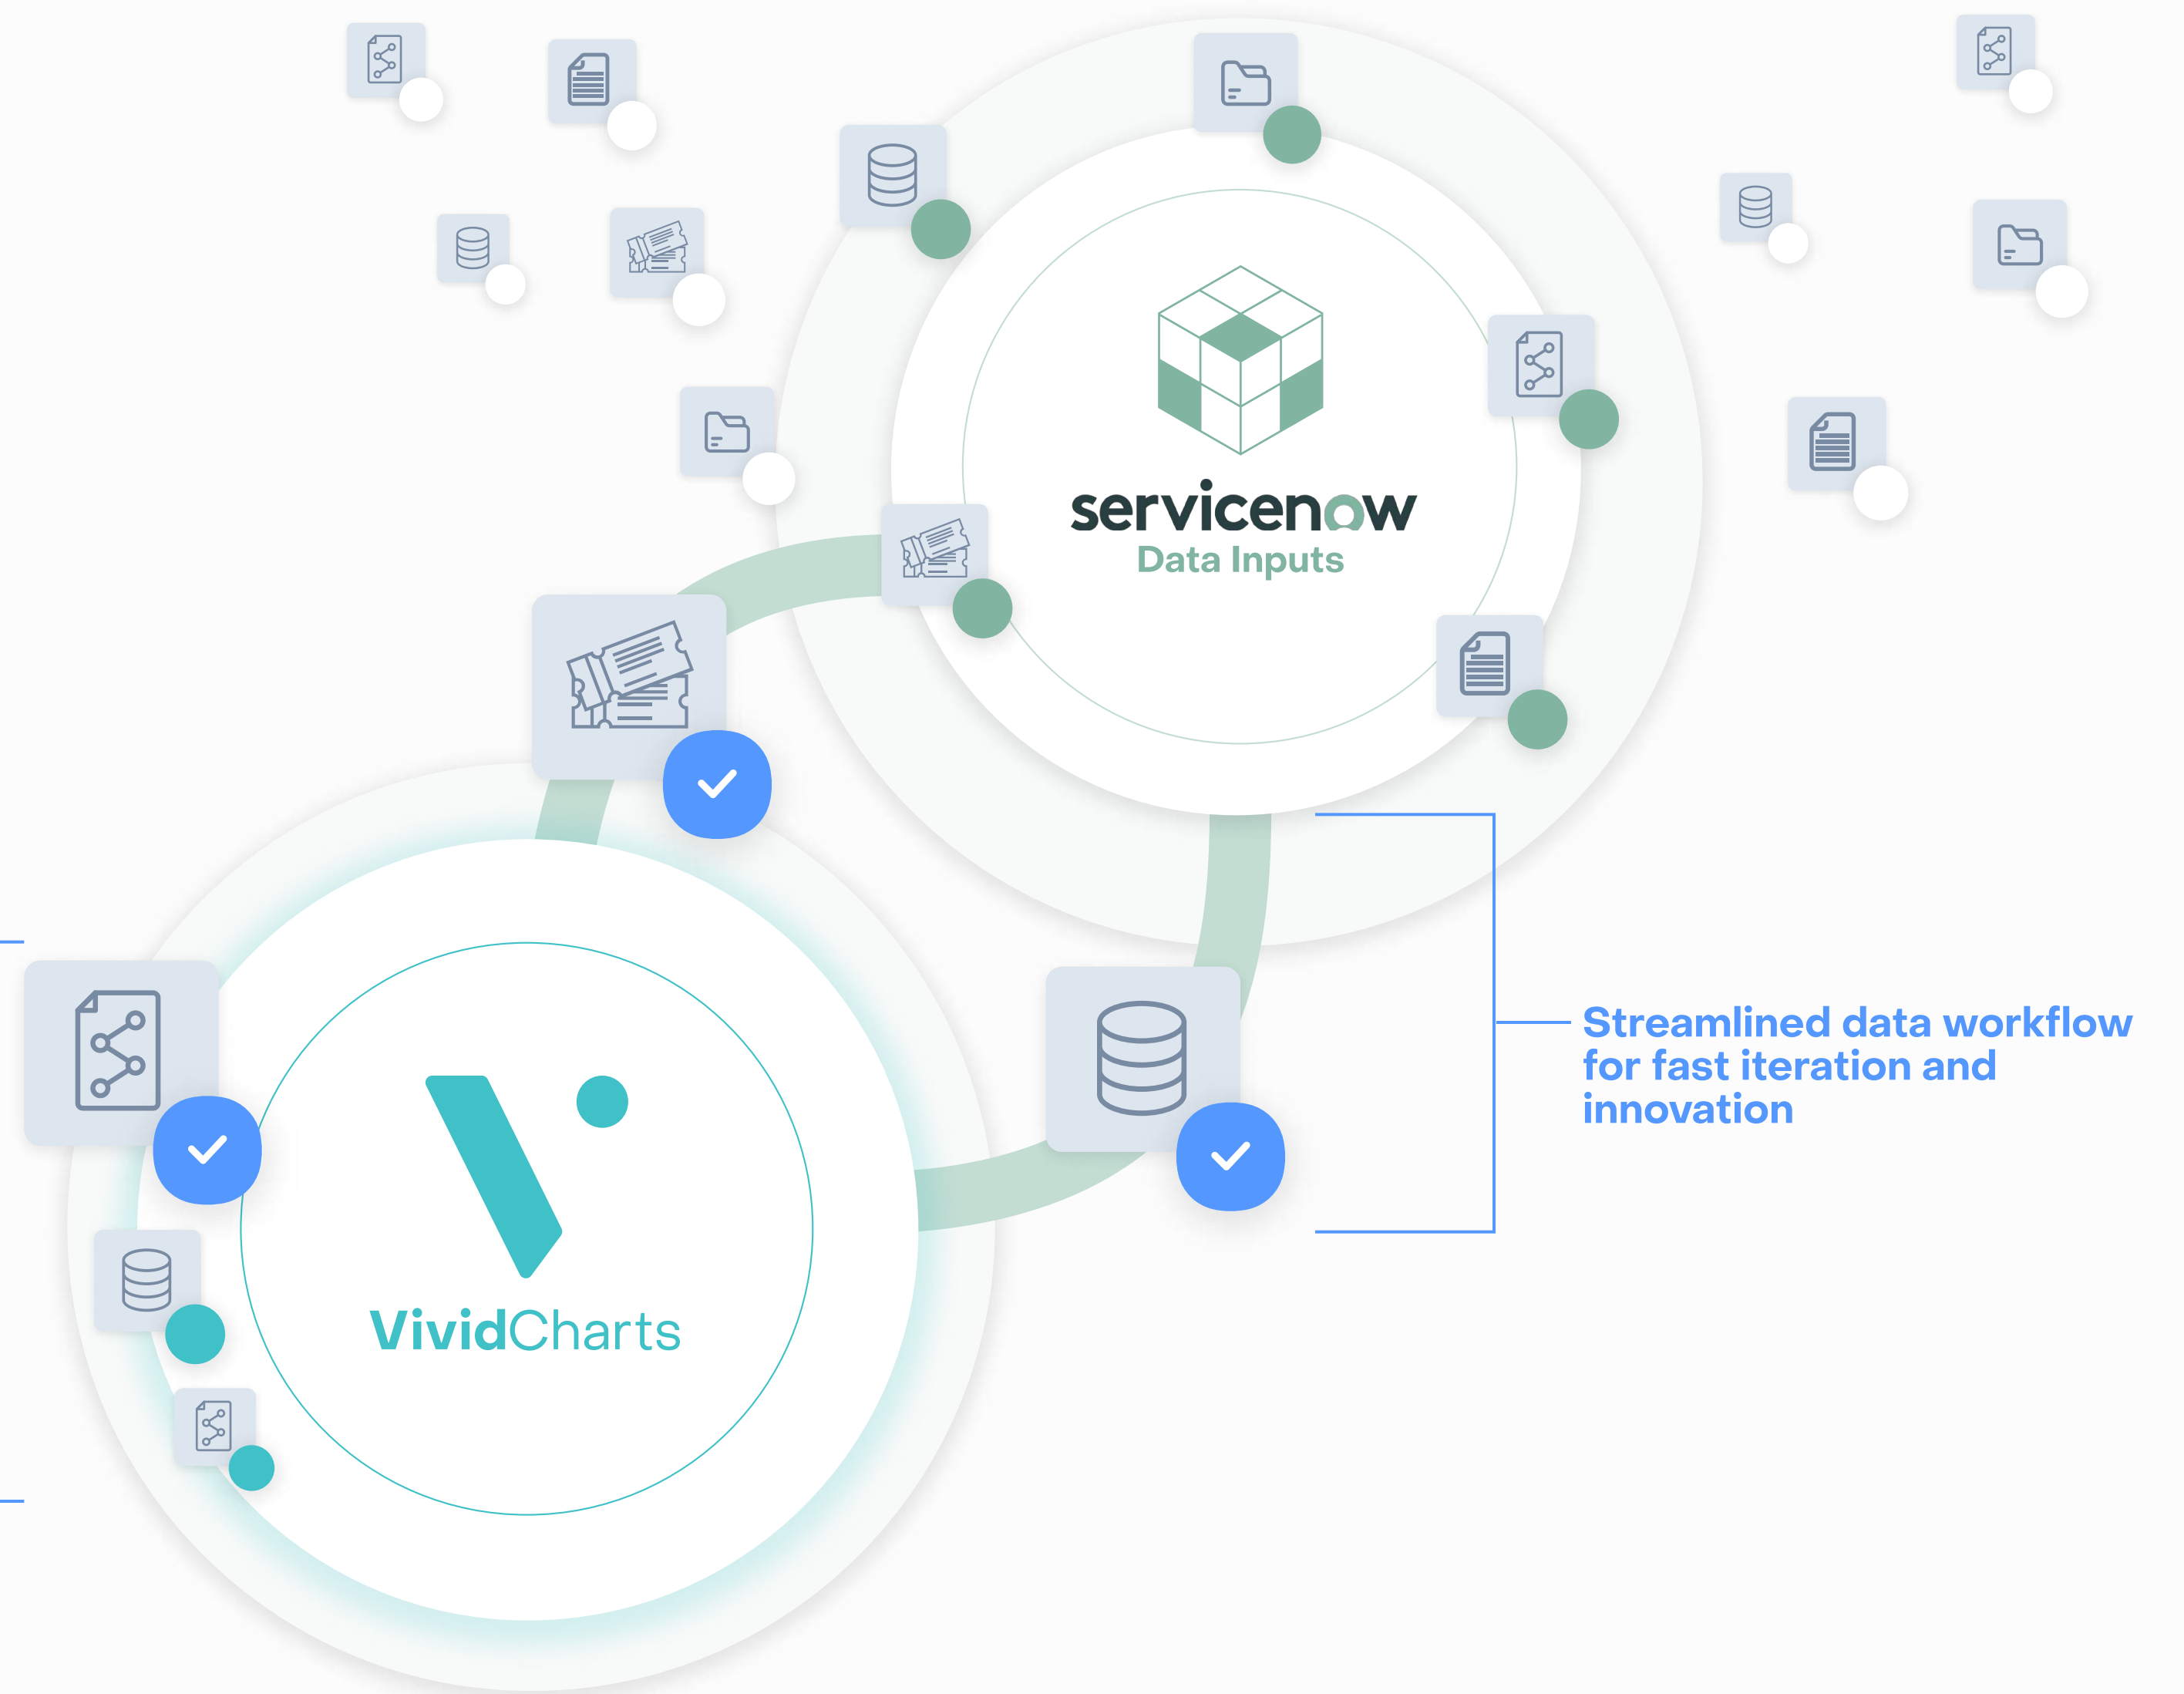 servicenow
Data Inputs
Streamlined data workflow
for fast iteration and
innovation
VividCharts